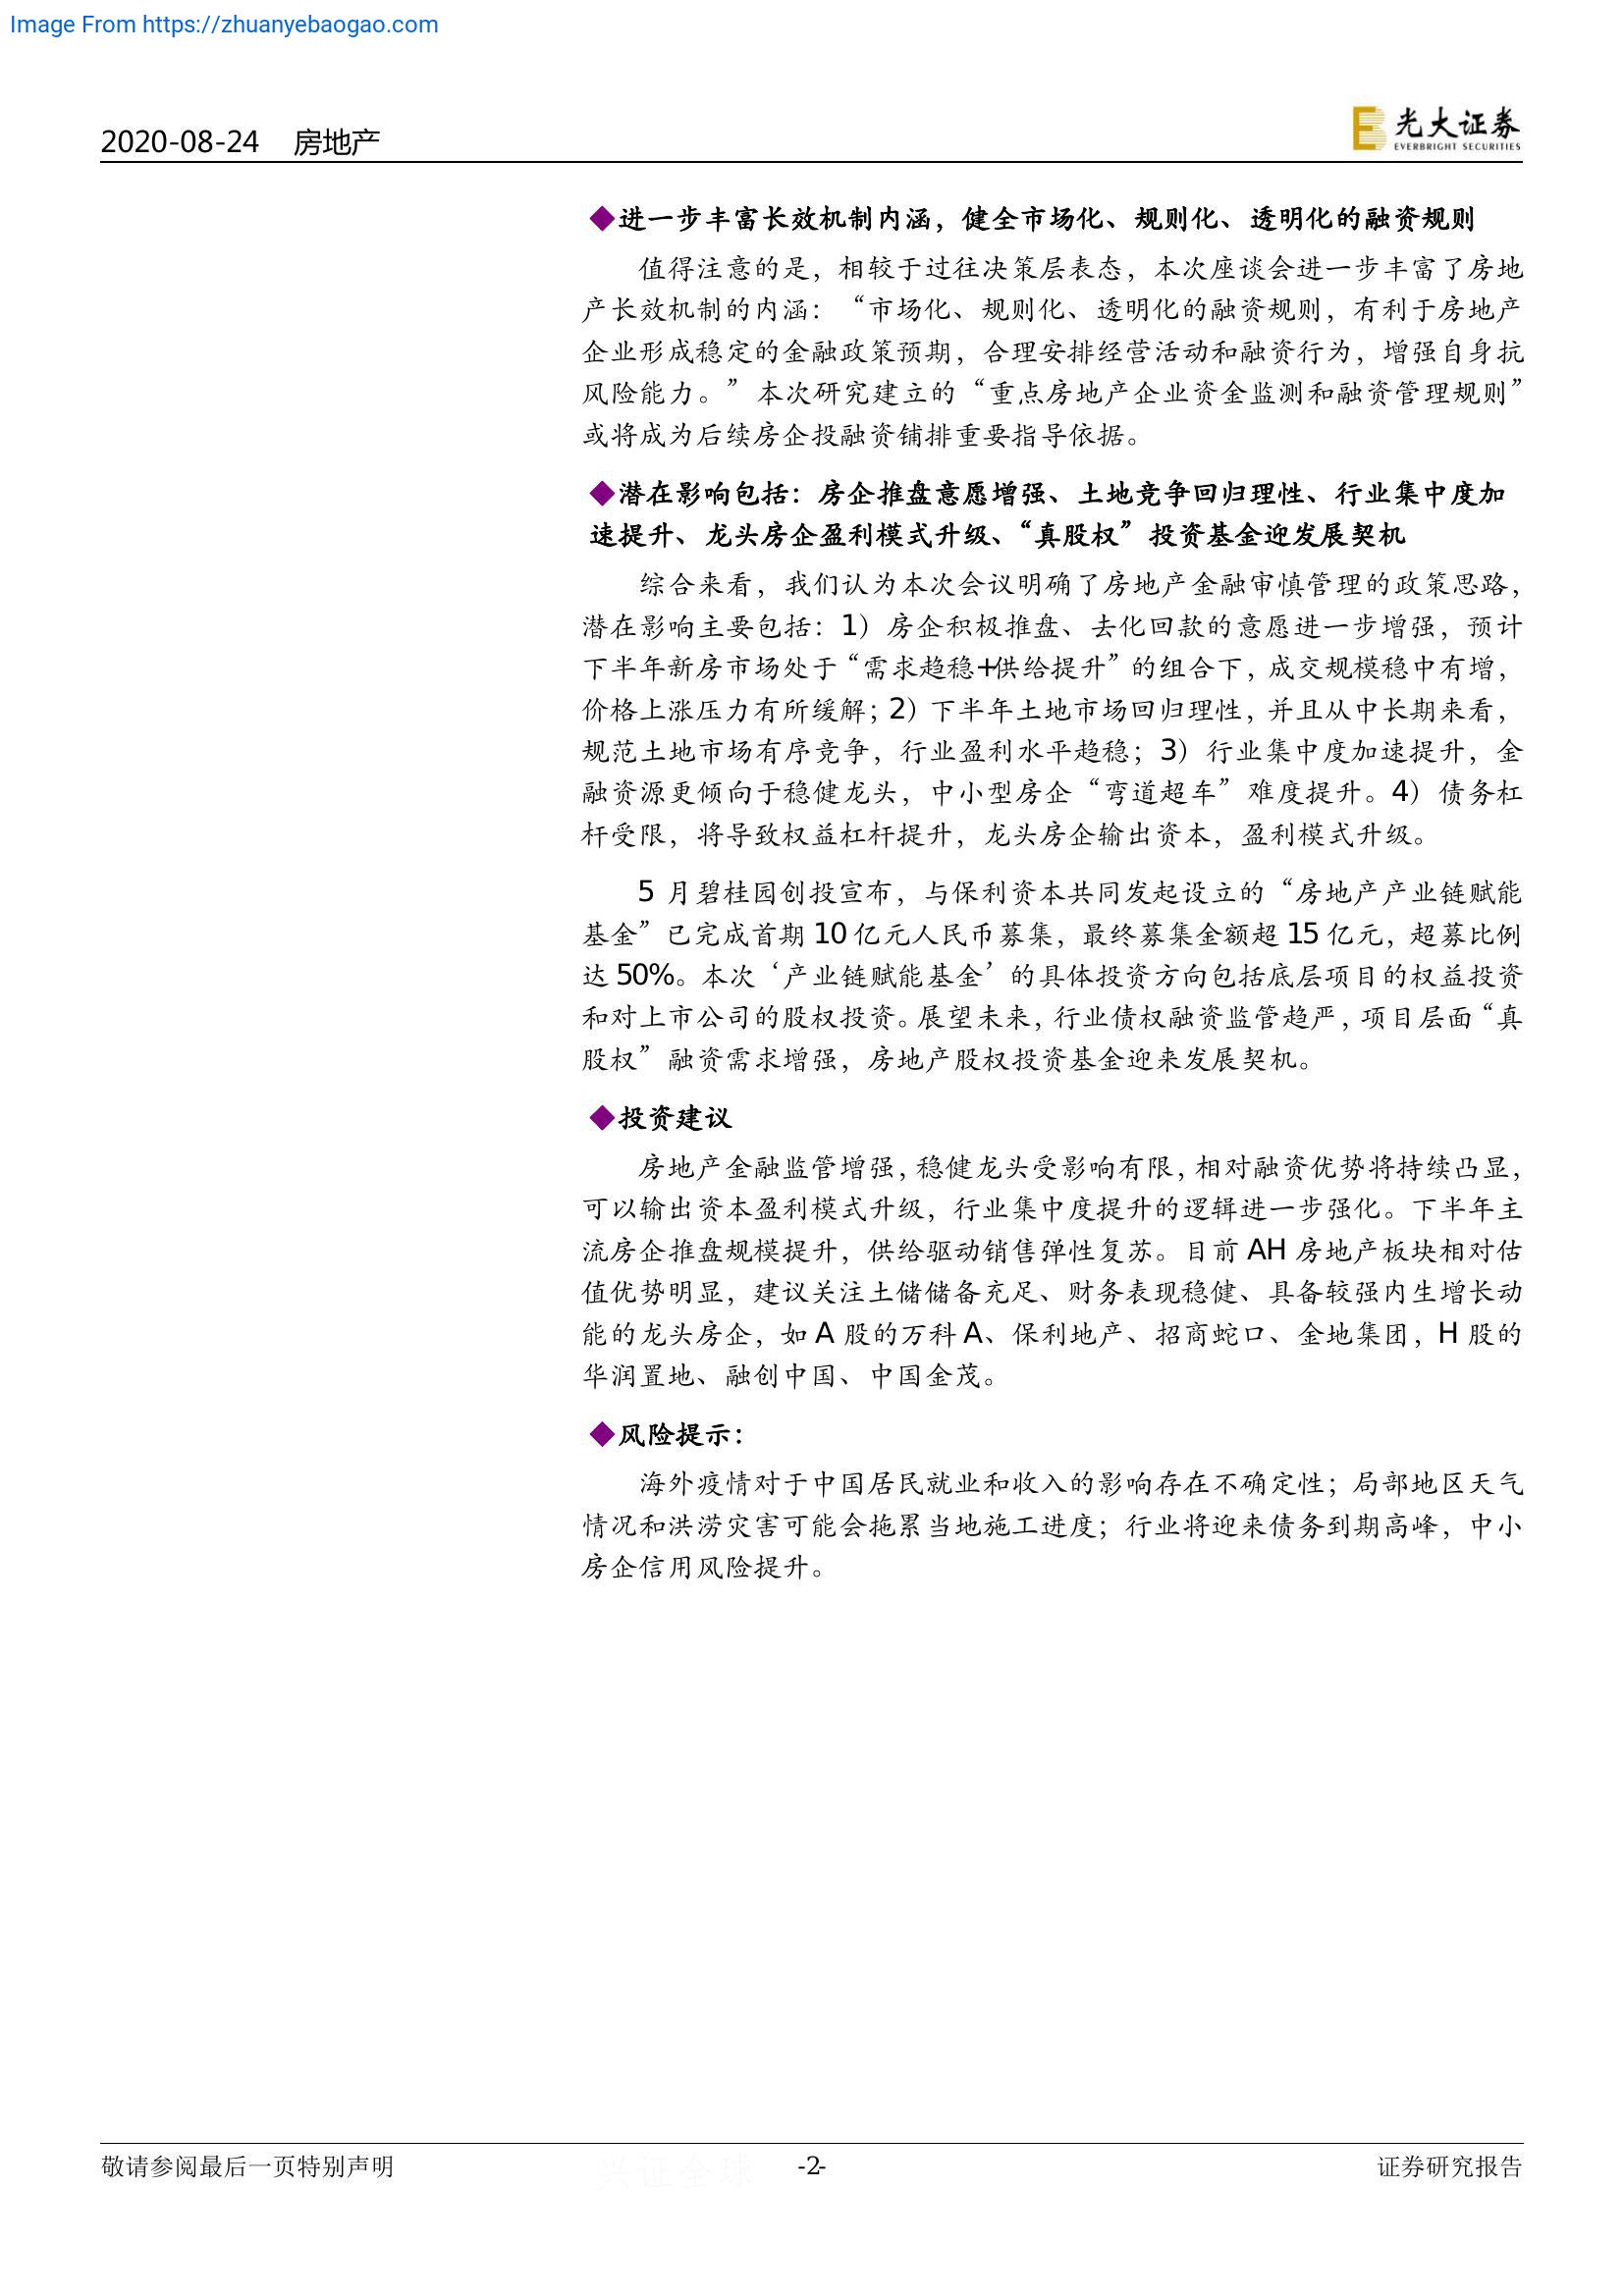 Image From https://zhuanyebaogao.com
2020-08-24 房地产
光大证券
EVERBRIGHT SECURITIES
◆进一步丰富长效机制内涵，健全市场化、规则化、透明化的融资规则
值得注意的是，相较于过往决策层表态，本次座谈会进一步丰富了房地
产长效机制的内涵：“市场化、规则化、透明化的融资规则，有利于房地产
企业形成稳定的金融政策预期，合理安排经营活动和融资行为，增强自身抗
风险能力。”本次研究建立的“重点房地产企业资金监测和融资管理规则”
或将成为后续房企投融资铺排重要指导依据。
◆潜在影响包括：房企推盘意愿增强、土地竞争回归理性、行业集中度加
速提升、龙头房企盈利模式升级、“真股权”投资基金迎发展契机
综合来看，我们认为本次会议明确了房地产金融审慎管理的政策思路，
潜在影响主要包括：1）房企积极推盘、去化回款的意愿进一步增强，预计
下半年新房市场处于“需求趋稳+供给提升”的组合下，成交规模稳中有增，
价格上涨压力有所缓解；2）下半年土地市场回归理性，并且从中长期来看，
规范土地市场有序竞争，行业盈利水平趋稳；3）行业集中度加速提升，金
融资源更倾向于稳健龙头，中小型房企“弯道超车”难度提升。4）债务杠
杆受限，将导致权益杠杆提升，龙头房企输出资本，盈利模式升级。
5 月碧桂园创投宣布，与保利资本共同发起设立的“房地产产业链赋能
基金”已完成首期 10 亿元人民币募集，最终募集金额超 15 亿元，超募比例
达 50%。本次‘产业链赋能基金’的具体投资方向包括底层项目的权益投资
和对上市公司的股权投资。展望未来，行业债权融资监管趋严，项目层面“真
股权”融资需求增强，房地产股权投资基金迎来发展契机。
◆投资建议
房地产金融监管增强，稳健龙头受影响有限，相对融资优势将持续凸显，
可以输出资本盈利模式升级，行业集中度提升的逻辑进一步强化。下半年主
流房企推盘规模提升，供给驱动销售弹性复苏。目前 AH 房地产板块相对估
值优势明显，建议关注土储储备充足、财务表现稳健、具备较强内生增长动
能的龙头房企，如 A 股的万科 A、保利地产、招商蛇口、金地集团，H 股的
华润置地、融创中国、中国金茂。
◆风险提示：
海外疫情对于中国居民就业和收入的影响存在不确定性；局部地区天气
情况和洪涝灾害可能会拖累当地施工进度；行业将迎来债务到期高峰，中小
房企信用风险提升。
敬请参阅最后一页特别声明
-2-
证券研究报告